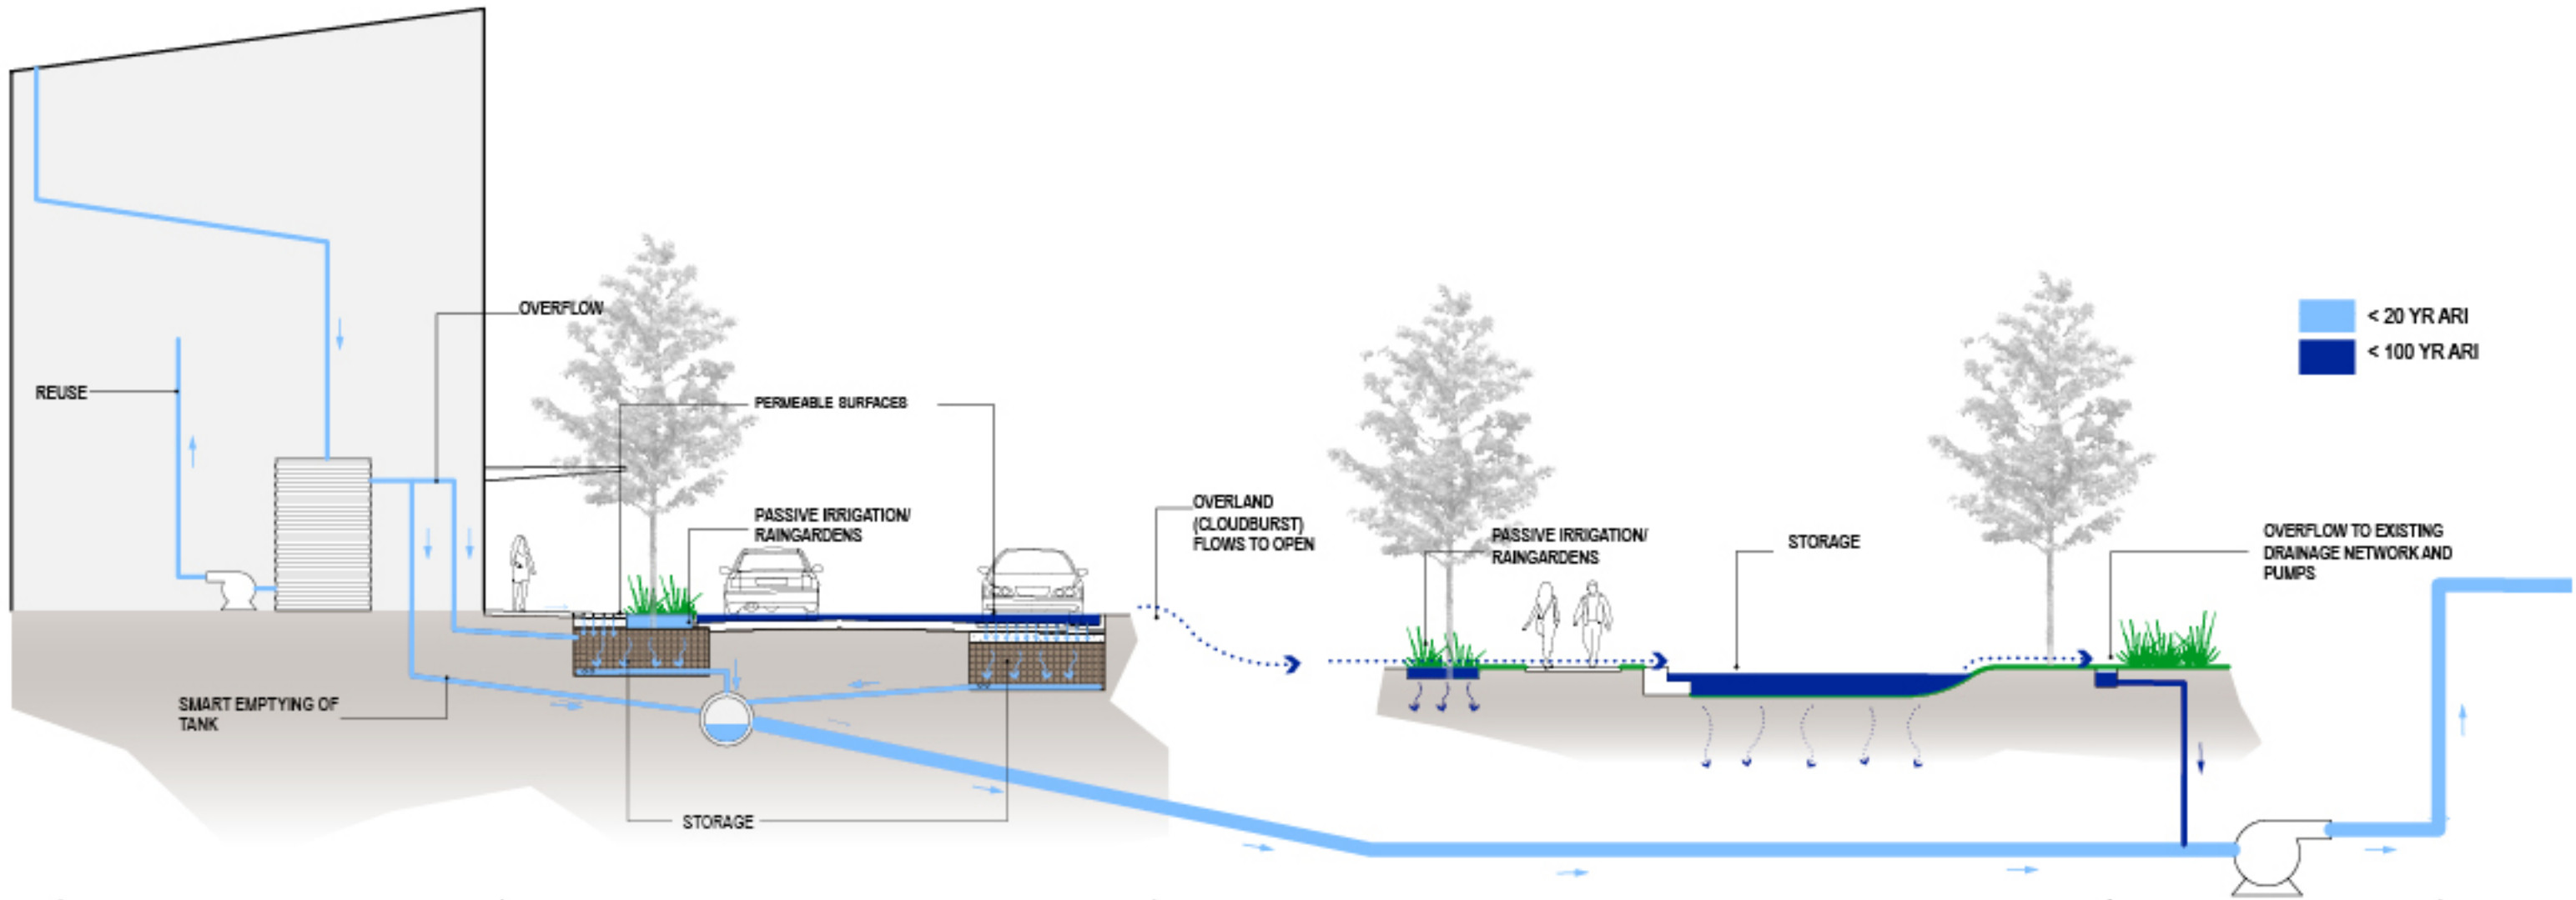 OVERFLOW
REUSE
PERMEABLE SURFACES
PASSIVE IRRIGATION/
RAINGARDENS
SMART EMPTYING OF
TANK
STORAGE
OVERLAND
(CLOUDBURST)
FLOWS TO OPEN
PASSIVE IRRIGATION/
RAINGARDENS
STORAGE
OVERFLOW TO EXISTING
DRAINAGE NETWORK AND
PUMPS
< 20 YR ARI
< 100 YR ARI